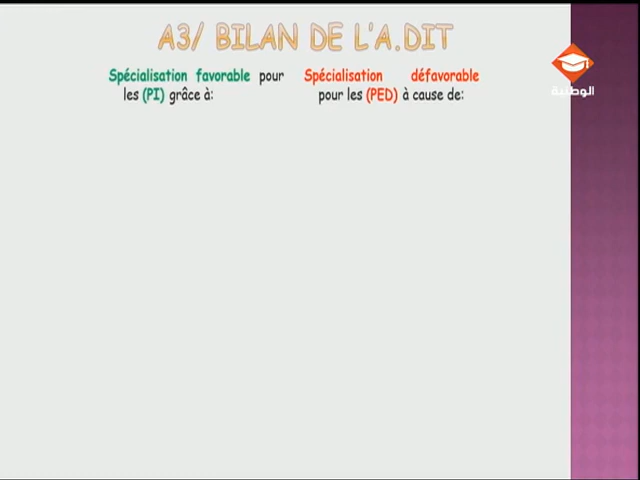 A3/ BILAN DE L'A.DIT
Spécialisation favorable pour
les (PI) grâce à:
Spécialisation défavorable
pour les (PED) à cause de:
الوطنية